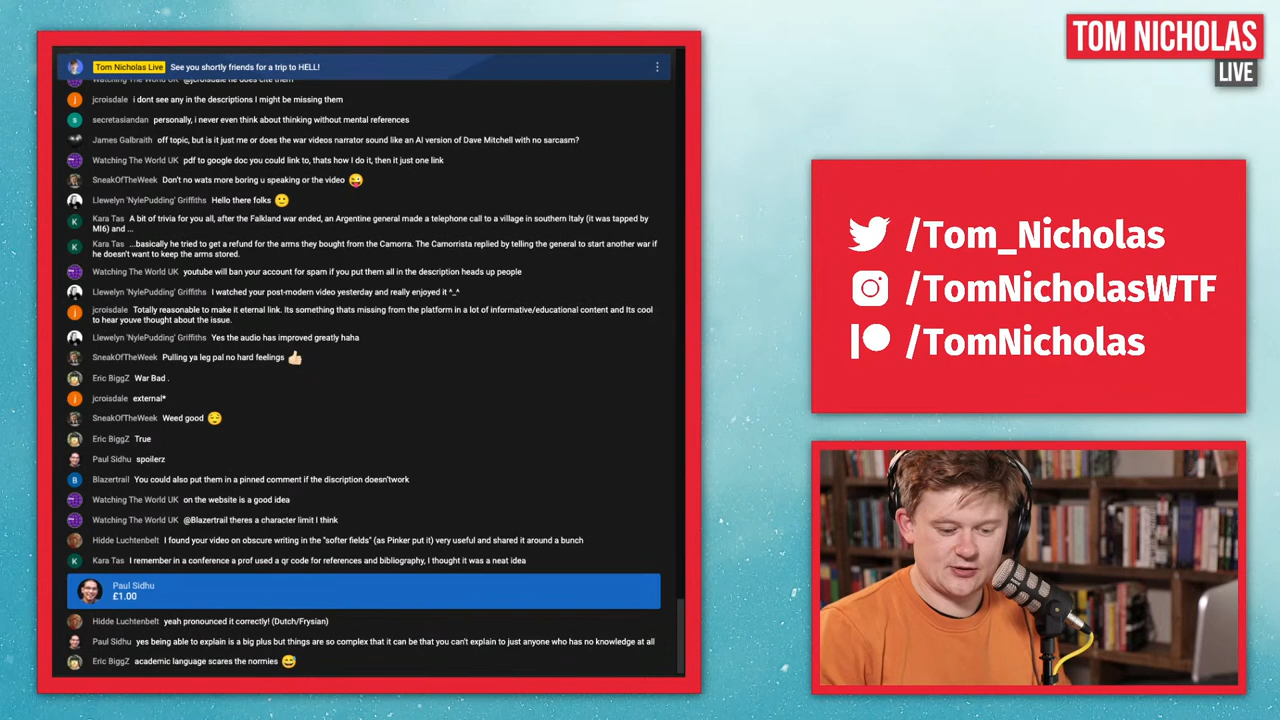 TOM NICHOLAS
LIVE
Tom Nicholas Live See you shortly friends for a trip to HELL!
Watching The World UK @jcroisdale he does cite them
jcroisdale i dont see any in the descriptions I might be missing them
secretasiandan personally, i never even think about thinking without mental references
James Galbraith off topic, but is it just me or does the war videos narrator sound like an AI version of Dave Mitchell with no sarcasm?
Watching The World UK pdf to google doc you could link to, thats how I do it, then it just one link
SneakOfTheWeek Don't no wats more boring u speaking or the video 😜
Llewelyn 'NylePudding' Griffiths Hello there folks 🙂
Kara Tas A bit of trivia for you all, after the Falkland war ended, an Argentine general made a telephone call to a village in southern Italy (it was tapped by
MI6) and ...
Kara Tas ...basically he tried to get a refund for the arms they bought from the Camorra. The Camorrista replied by telling the general to start another war if
he doesn't want to keep the arms stored.
Watching The World UK youtube will ban your account for spam if you put them all in the description heads up people
Llewelyn 'NylePudding' Griffiths I watched your post-modern video yesterday and really enjoyed it ^_^
jcroisdale Totally reasonable to make it eternal link. Its something thats missing from the platform in a lot of informative/educational content and Its cool
to hear youve thought about the issue.
Llewelyn 'NylePudding' Griffiths Yes the audio has improved greatly haha
SneakOfTheWeek Pulling ya leg pal no hard feelings 👍🏻
Eric BiggZ War Bad .
jcroisdale external*
SneakOfTheWeek Weed good 😌
Eric BiggZ True
Paul Sidhu spoilerz
Blazertrail You could also put them in a pinned comment if the discription doesn'twork
Watching The World UK on the website is a good idea
Watching The World UK @Blazertrail theres a character limit I think
Hidde Luchtenbelt I found your video on obscure writing in the "softer fields" (as Pinker put it) very useful and shared it around a bunch
Kara Tas I remember in a conference a prof used a qr code for references and bibliography, I thought it was a neat idea
Paul Sidhu
£1.00
Hidde Luchtenbelt yeah pronounced it correctly! (Dutch/Frysian)
Paul Sidhu yes being able to explain is a big plus but things are so complex that it can be that you can't explain to just anyone who has no knowledge at all
Eric BiggZ academic language scares the normies 😅
/Tom_Nicholas
/TomNicholasWTF
/TomNicholas